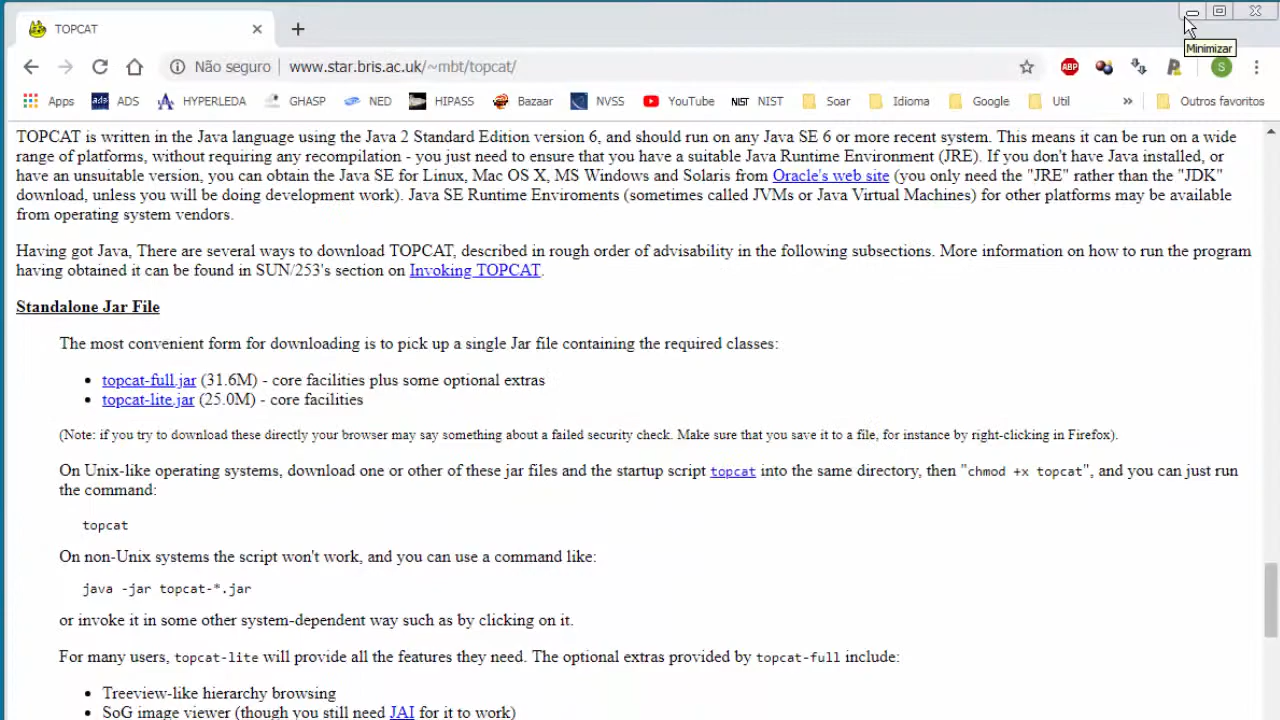 TOPCAT
Minimizar
Não seguro
www.star.bris.ac.uk/~mbt/topcat/
ABP
S
Apps
ads ADS
HYPERLEDA
GHASP
NED
HIPASS
Bazaar
NVSS
YouTube
NIST NIST
Soar
Idioma
Google
Util
»
Outros favoritos
TOPCAT is written in the Java language using the Java 2 Standard Edition version 6, and should run on any Java SE 6 or more recent system. This means it can be run on a wide
range of platforms, without requiring any recompilation - you just need to ensure that you have a suitable Java Runtime Environment (JRE). If you don't have Java installed, or
have an unsuitable version, you can obtain the Java SE for Linux, Mac OS X, MS Windows and Solaris from Oracle's web site (you only need the "JRE" rather than the "JDK"
download, unless you will be doing development work). Java SE Runtime Enviroments (sometimes called JVMs or Java Virtual Machines) for other platforms may be available
from operating system vendors.
Having got Java, There are several ways to download TOPCAT, described in rough order of advisability in the following subsections. More information on how to run the program
having obtained it can be found in SUN/253's section on Invoking TOPCAT.
Standalone Jar File
The most convenient form for downloading is to pick up a single Jar file containing the required classes:
• topcat-full.jar (31.6M) - core facilities plus some optional extras
• topcat-lite.jar (25.0M) - core facilities
(Note: if you try to download these directly your browser may say something about a failed security check. Make sure that you save it to a file, for instance by right-clicking in Firefox).
On Unix-like operating systems, download one or other of these jar files and the startup script topcat into the same directory, then "chmod +x topcat", and you can just run
the command:
topcat
On non-Unix systems the script won't work, and you can use a command like:
java -jar topcat-*.jar
or invoke it in some other system-dependent way such as by clicking on it.
For many users, topcat-lite will provide all the features they need. The optional extras provided by topcat-full include:
• Treeview-like hierarchy browsing
• SoG image viewer (though you still need JAI for it to work)